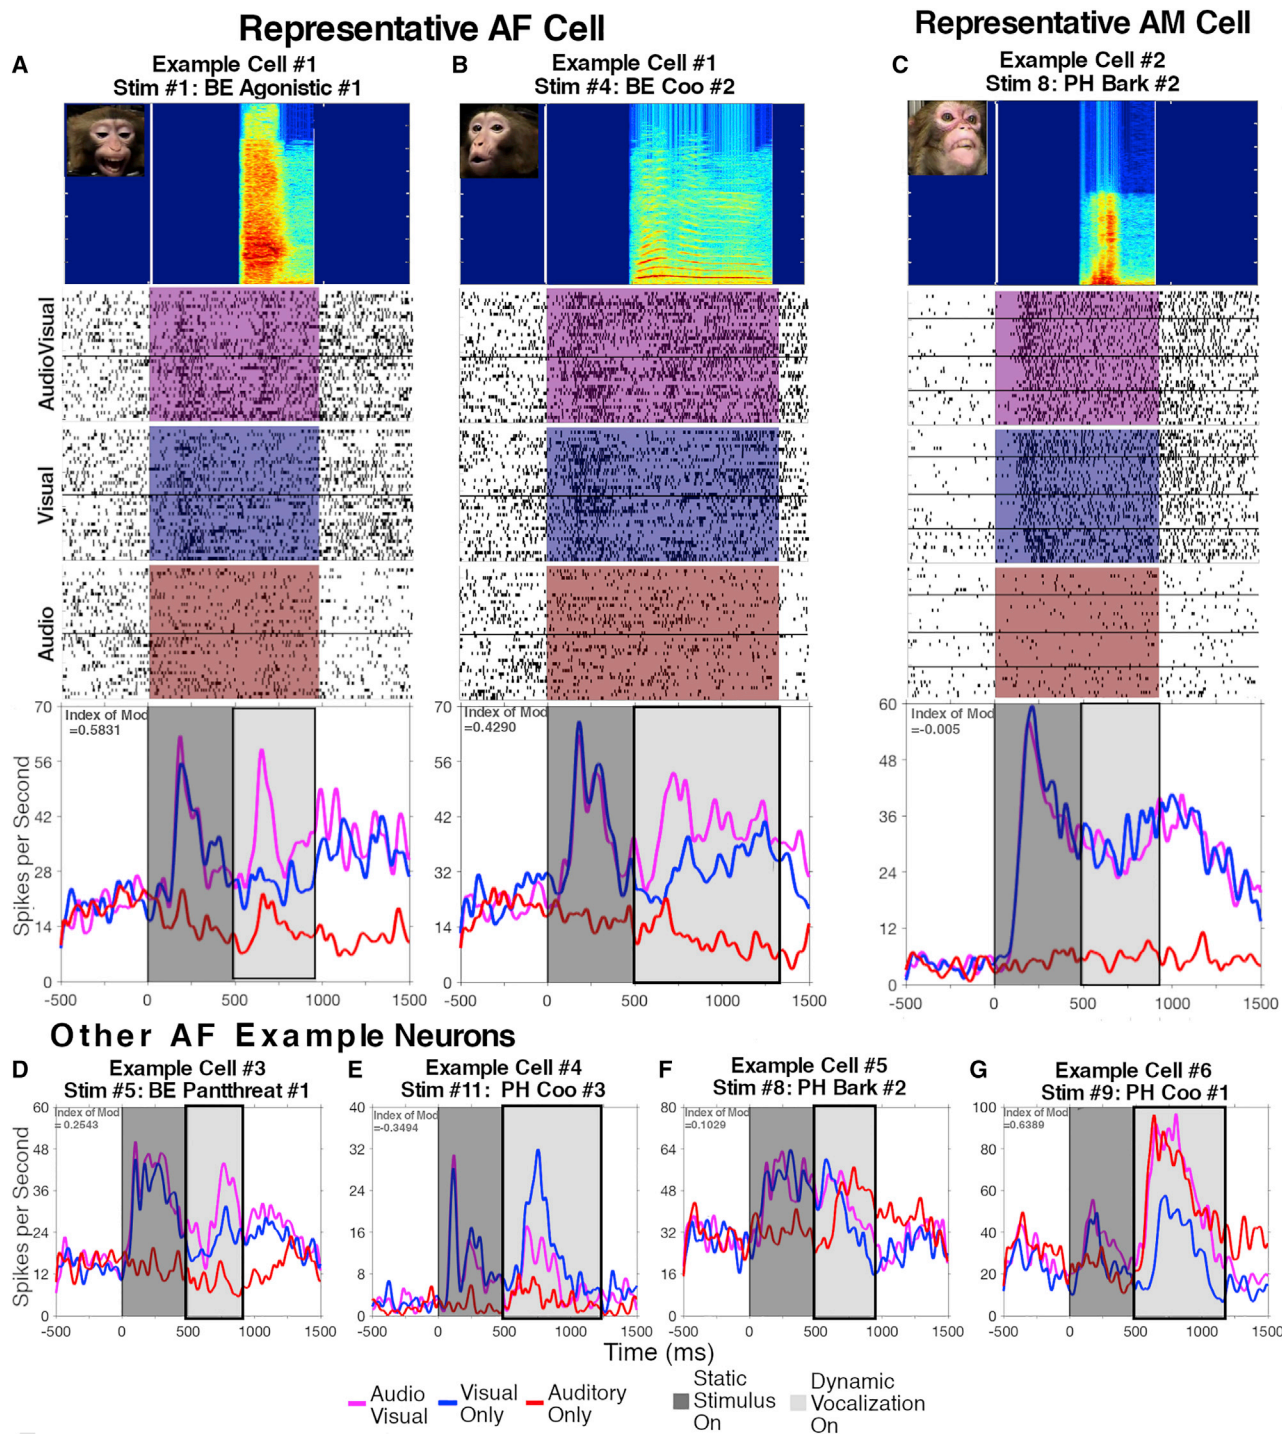 Representative AF Cell
Representative AM Cell
A
Example Cell #1
Stim #1: BE Agonistic #1
B
Example Cell #1
Stim #4: BE Coo #2
C
Example Cell #2
Stim 8: PH Bark #2
AudioVisual
Visual
Audio
Spikes per Second
Index of Mod
=0.5831
70
56
42
28
14
0
-500
0
500
1000
1500
Index of Mod
=0.4290
70
56
42
32
14
0
-500
0
500
1000
1500
Index of Mod
=-0.005
60
48
36
24
12
0
-500
0
500
1000
1500
Other AF Example Neurons
D
Example Cell #3
Stim #5: BE Pantthreat #1
E
Example Cell #4
Stim #11: PH Coo #3
F
Example Cell #5
Stim #8: PH Bark #2
G
Example Cell #6
Stim #9: PH Coo #1
Spikes per Second
Index of Mod
= 0.2543
60
48
36
24
12
0
-500
0
500
1000
1500
Index of Mod
=-0.3494
40
32
24
16
8
0
-500
0
500
1000
1500
Index of Mod
=0.1029
80
64
48
32
16
0
-500
0
500
1000
1500
Index of Mod
=0.6389
100
80
60
40
20
0
-500
0
500
1000
1500
Time (ms)
Audio
Visual
Visual
Only
Auditory
Only
Static
Stimulus
On
Dynamic
Vocalization
On